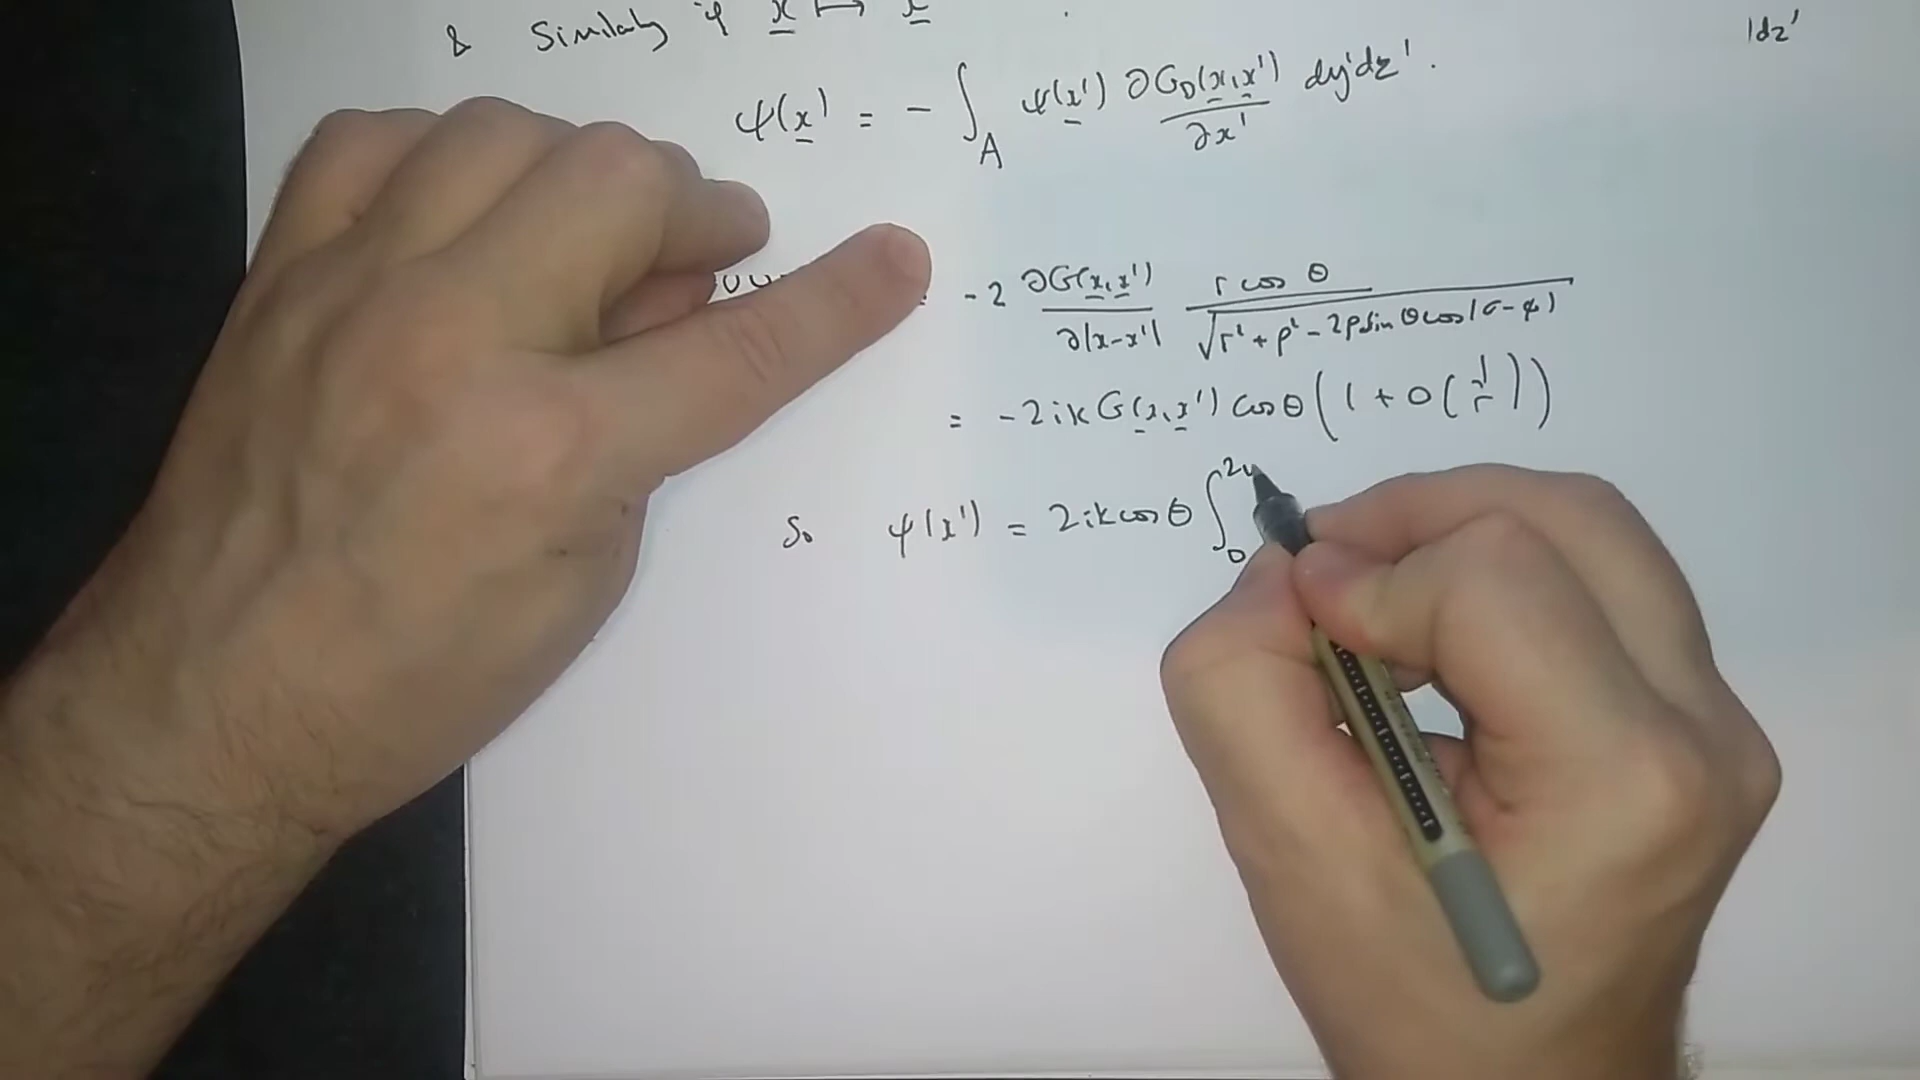 & Similarly if x ↦ x
|dz'
ψ(x) = - ∫_A ψ(x') ∂G_D(x,x')/∂x' dy'dz'.
= -2 ∂G(x,x')/∂|x-x'| r cos θ/√(r² + ρ² - 2ρ sin θ cos(σ-φ))
= -2ik G(x,x') cos θ (1 + O(1/r))
So ψ(x') = 2ik cos θ ∫_0^2